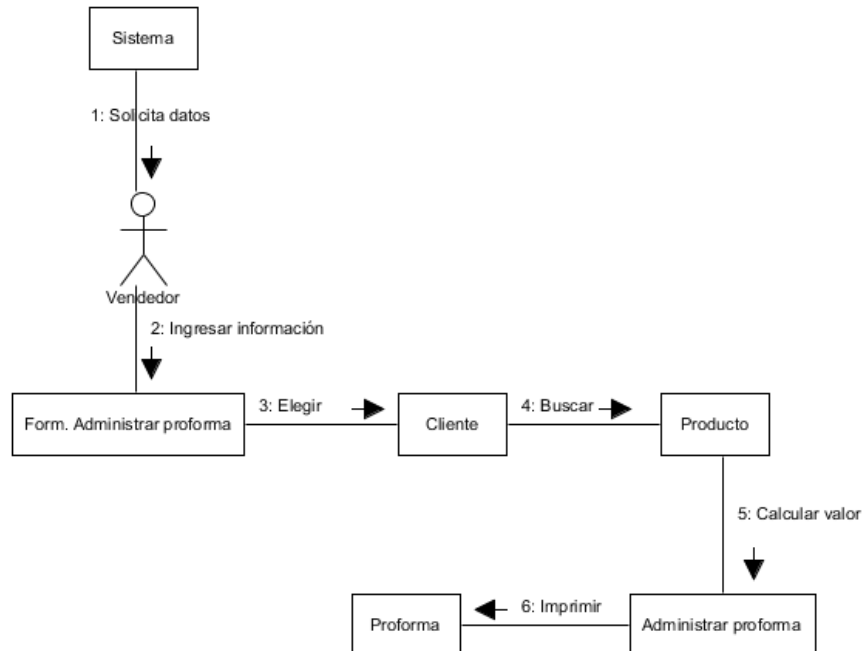 Sistema
1: Solicita datos
Vendedor
2: Ingresar información
Form. Administrar proforma
3: Elegir
Cliente
4: Buscar
Producto
5: Calcular valor
Proforma
6: Imprimir
Administrar proforma